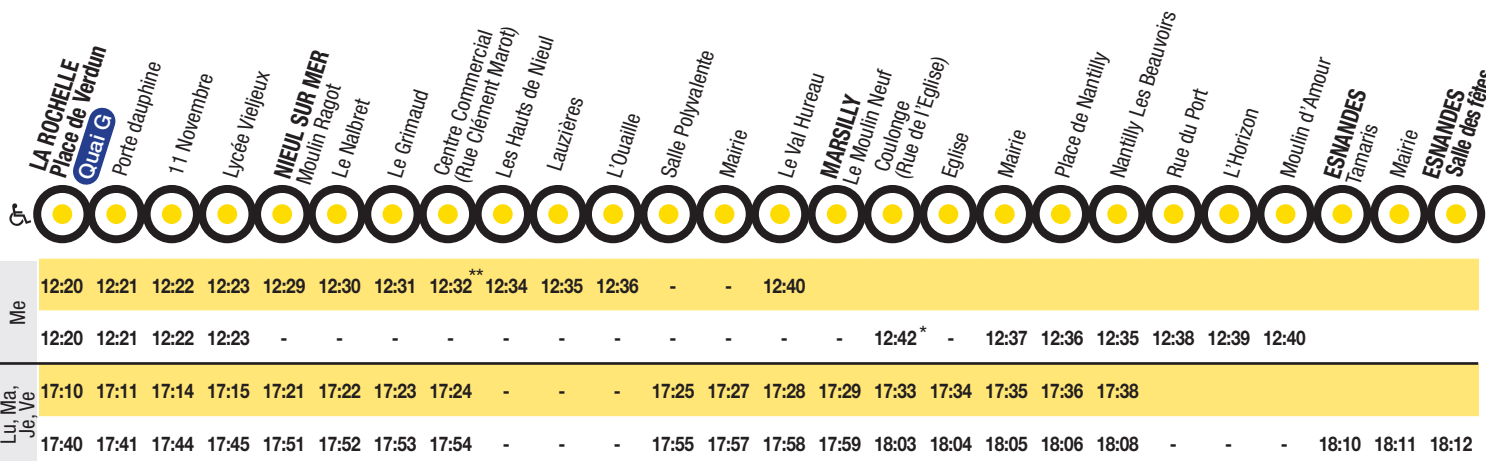 LA ROCHELLE
Place de Verdun
Quai G
Porte dauphine
11 Novembre
Lycée Vieljeux
NIEUL SUR MER
Moulin Ragot
Le Nalbret
Le Grimaud
Centre Commercial
(Rue Clément Marot)
Les Hauts de Nieul
Lauzières
L'Ouaille
Salle Polyvalente
Mairie
Le Val Hureau
MARSILLY
Le Moulin Neuf
Coulonge
(Rue de l'Eglise)
Eglise
Mairie
Place de Nantilly
Nantilly Les Beauvoirs
Rue du Port
L'Horizon
Moulin d'Amour
ESNANDES
Tamaris
Mairie
ESNANDES
Salle des fêtes
Me
12:20 12:21 12:22 12:23 12:29 12:30 12:31 12:32** 12:34 12:35 12:36 - - 12:40
12:20 12:21 12:22 12:23 - - - - - - - - - - - 12:42* - 12:37 12:36 12:35 12:38 12:39 12:40
Lu, Ma,
Je, Ve
17:10 17:11 17:14 17:15 17:21 17:22 17:23 17:24 - - - 17:25 17:27 17:28 17:29 17:33 17:34 17:35 17:36 17:38
17:40 17:41 17:44 17:45 17:51 17:52 17:53 17:54 - - - 17:55 17:57 17:58 17:59 18:03 18:04 18:05 18:06 18:08 - - - 18:10 18:11 18:12